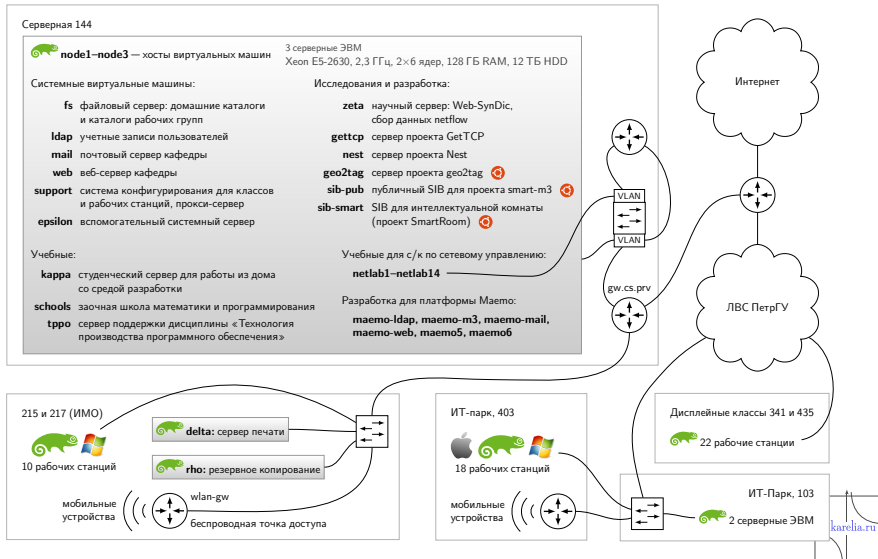 Серверная 144
node1–node3 — хосты виртуальных машин
3 серверные ЭВМ
Xeon E5-2630, 2,3 ГГц, 2×6 ядер, 128 ГБ RAM, 12 ТБ HDD
Системные виртуальные машины:
fs файловый сервер: домашние каталоги
и каталоги рабочих групп
ldap учетные записи пользователей
mail почтовый сервер кафедры
web веб-сервер кафедры
support система конфигурирования для классов
и рабочих станций, прокси-сервер
epsilon вспомогательный системный сервер
Исследования и разработка:
zeta научный сервер: Web-SynDic,
сбор данных netflow
gettcp сервер проекта GetTCP
nest сервер проекта Nest
geo2tag сервер проекта geo2tag
sib-pub публичный SIB для проекта smart-m3
sib-smart SIB для интеллектуальной комнаты
(проект SmartRoom)
Учебные:
kappa студенческий сервер для работы из дома
со средой разработки
schools заочная школа математики и программирования
tppo сервер поддержки дисциплины «Технология
производства программного обеспечения»
Учебные для с/к по сетевому управлению:
netlab1–netlab14
Разработка для платформы Maemo:
maemo-ldap, maemo-m3, maemo-mail,
maemo-web, maemo5, maemo6
VLAN
VLAN
gw.cs.prv
Интернет
ЛВС ПетрГУ
215 и 217 (ИМО)
10 рабочих станций
delta: сервер печати
rho: резервное копирование
мобильные
устройства
wlan-gw
беспроводная точка доступа
ИТ-парк, 403
18 рабочих станций
мобильные
устройства
Дисплейные классы 341 и 435
22 рабочие станции
ИТ-Парк, 103
2 серверные ЭВМ
karelia.ru